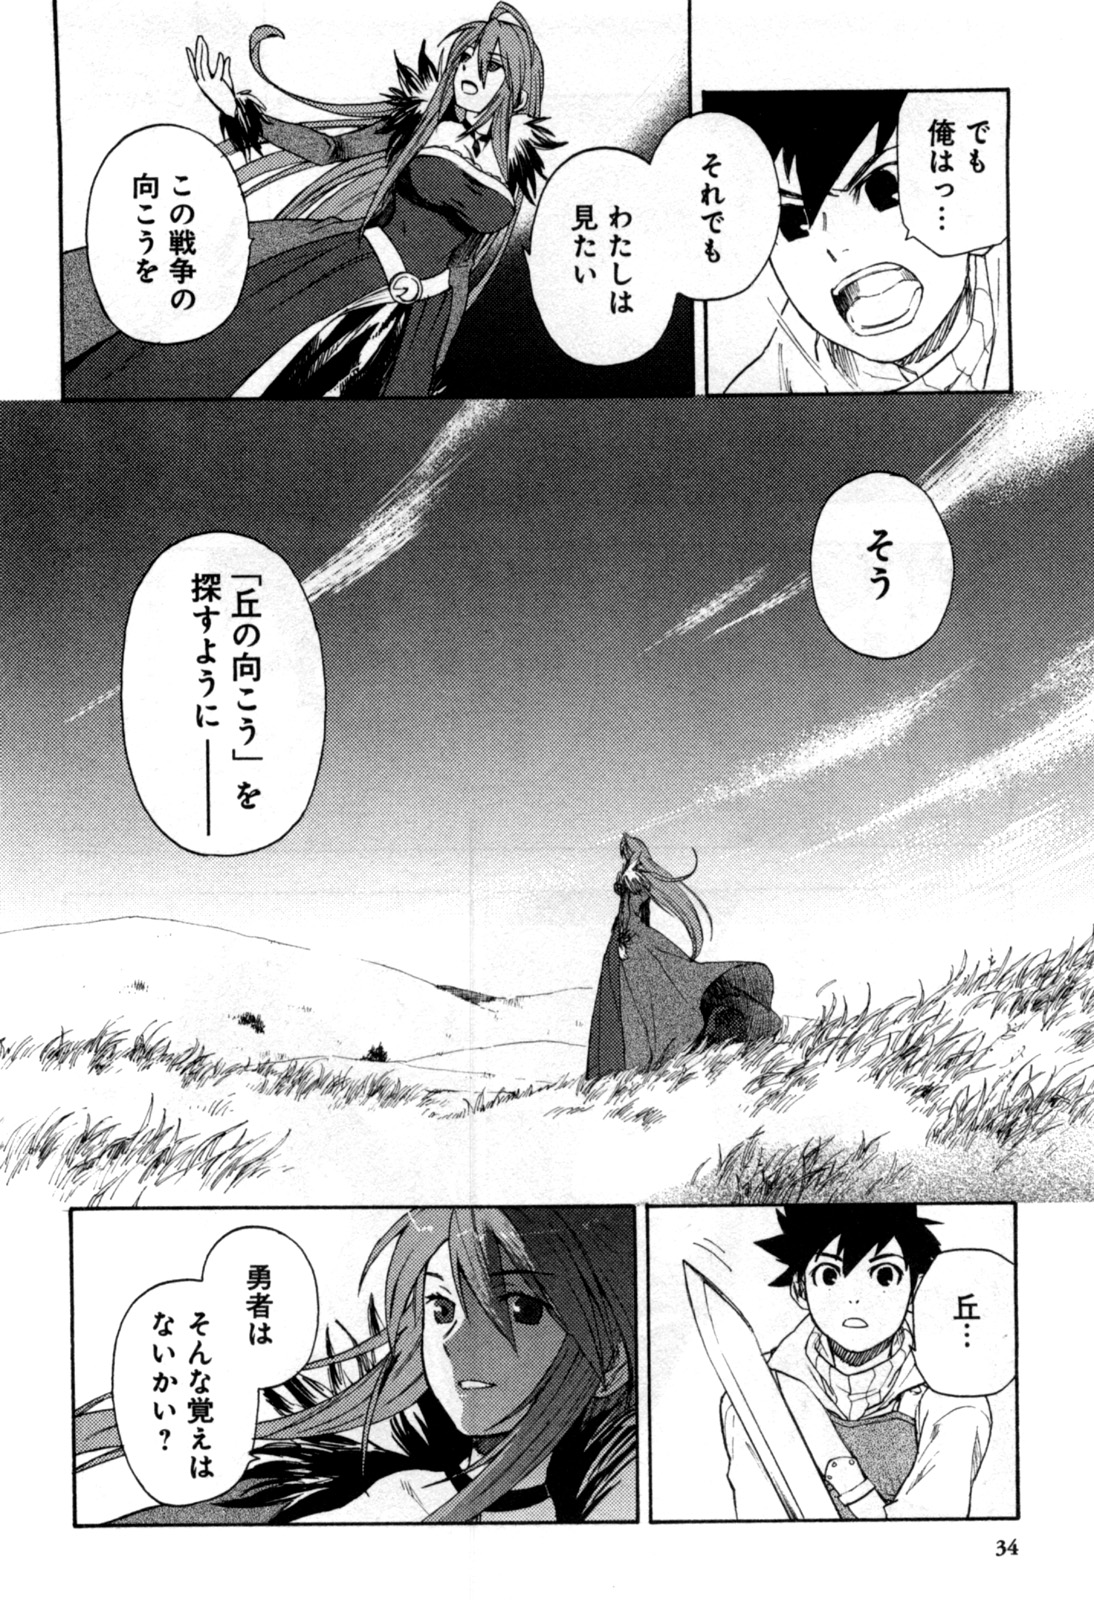 でも
俺はっ…
それでも
わたしは
見たい
この戦争の
向こうを
そう
「丘の向こう」を
探すように――
丘…
勇者は
そんな覚えは
ないかい?
34